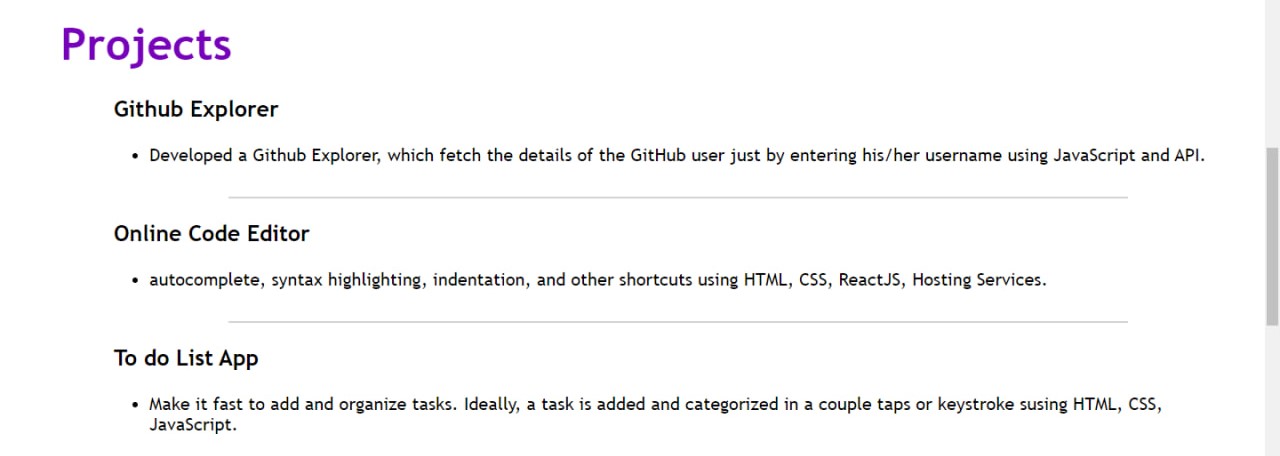 Projects
Github Explorer
• Developed a Github Explorer, which fetch the details of the GitHub user just by entering his/her username using JavaScript and API.
Online Code Editor
• autocomplete, syntax highlighting, indentation, and other shortcuts using HTML, CSS, ReactJS, Hosting Services.
To do List App
• Make it fast to add and organize tasks. Ideally, a task is added and categorized in a couple taps or keystroke susing HTML, CSS,
JavaScript.